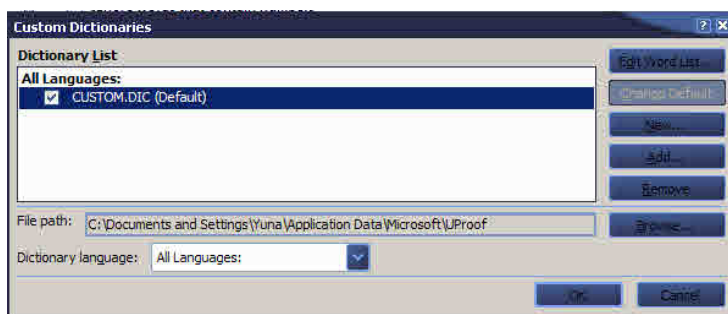 Custom Dictionaries
Dictionary List
All Languages:
CUSTOM.DIC (Default)
Edit Word List...
Change Default
New...
Add...
Remove
File path: C:\Documents and Settings\Yuna\Application Data\Microsoft\UProof
Browse...
Dictionary language: All Languages:
OK
Cancel